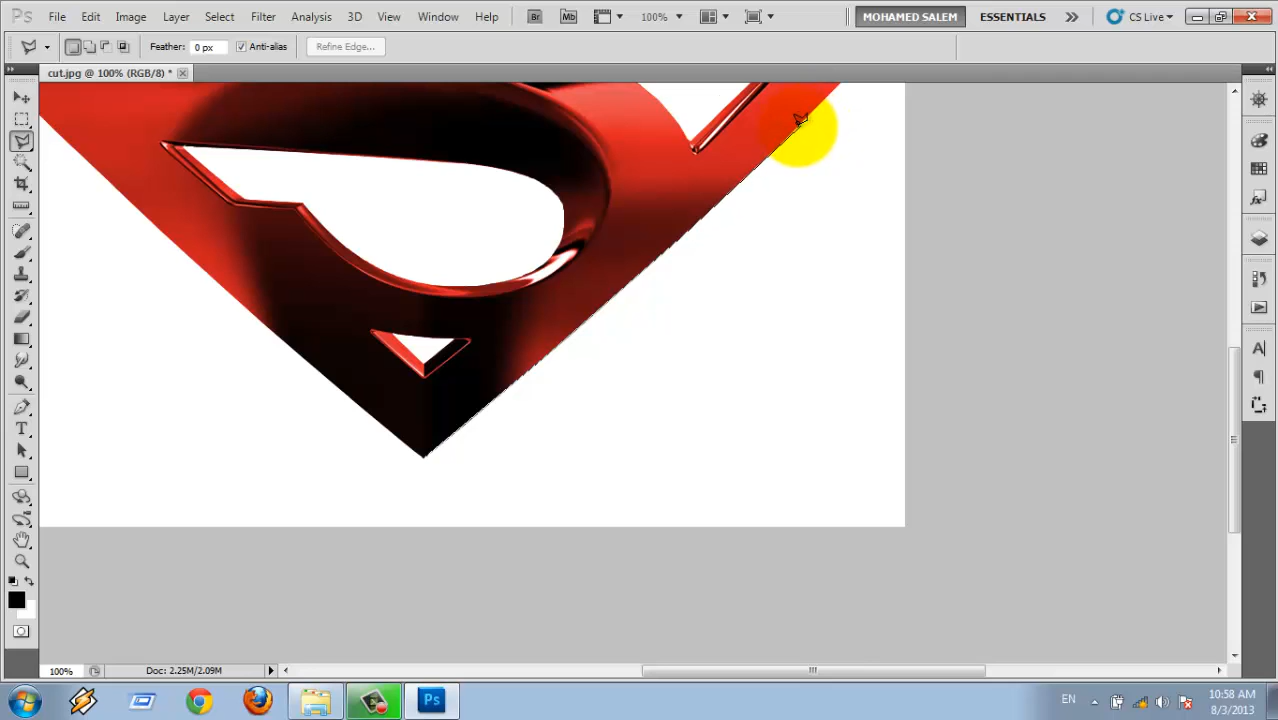 Ps File Edit Image Layer Select Filter Analysis 3D View Window Help Br Mb 100% MOHAMED SALEM ESSENTIALS CS Live
Feather: 0 px Anti-alias Refine Edge...
cut.jpg @ 100% (RGB/8) *
100% Doc: 2.25M/2.09M
Ps EN 10:58 AM
8/3/2013